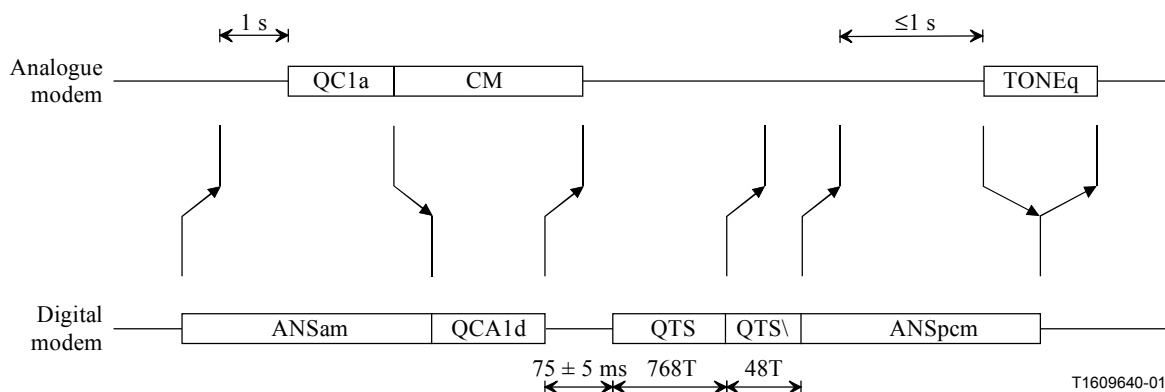 1 s
≤1 s
Analogue
modem
QC1a
CM
TONEq
Digital
modem
ANSam
QCA1d
QTS
QTS\
ANSpcm
75 ± 5 ms
768T
48T
T1609640-01